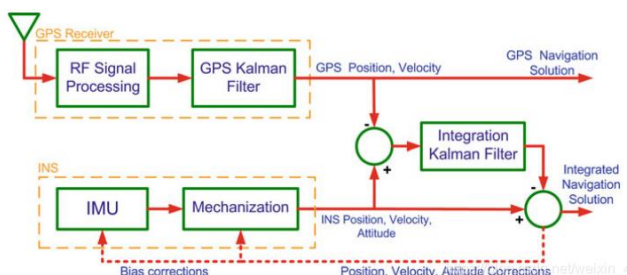 GPS Receiver
RF Signal
Processing
GPS Kalman
Filter
GPS Position, Velocity
GPS Navigation
Solution
-
+
Integration
Kalman Filter
INS
IMU
Mechanization
INS Position, Velocity,
Attitude
-
+
Integrated
Navigation
Solution
Bias corrections
Position, Velocity, Attitude Corrections